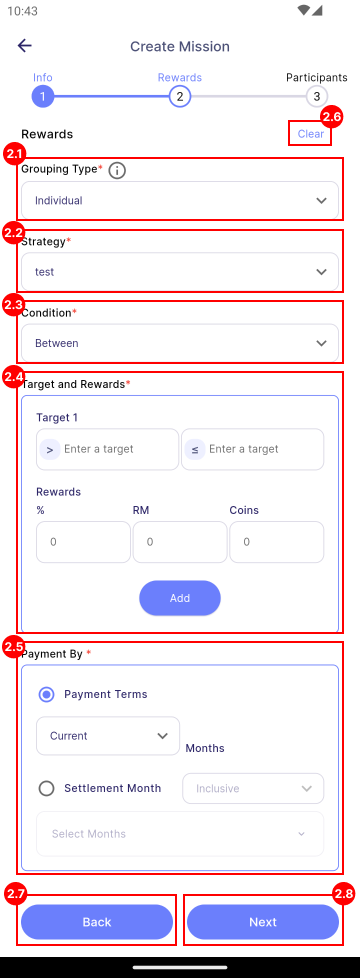 10:43
Create Mission
Info Rewards Participants
1 2 3
2.6
Rewards Clear
2.1
Grouping Type* i
Individual
2.2
Strategy*
test
2.3
Condition*
Between
2.4
Target and Rewards*
Target 1
> Enter a target ≤ Enter a target
Rewards
% RM Coins
0 0 0
Add
2.5
Payment By *
Payment Terms
Current Months
Settlement Month Inclusive
Select Months
2.7 2.8
Back Next